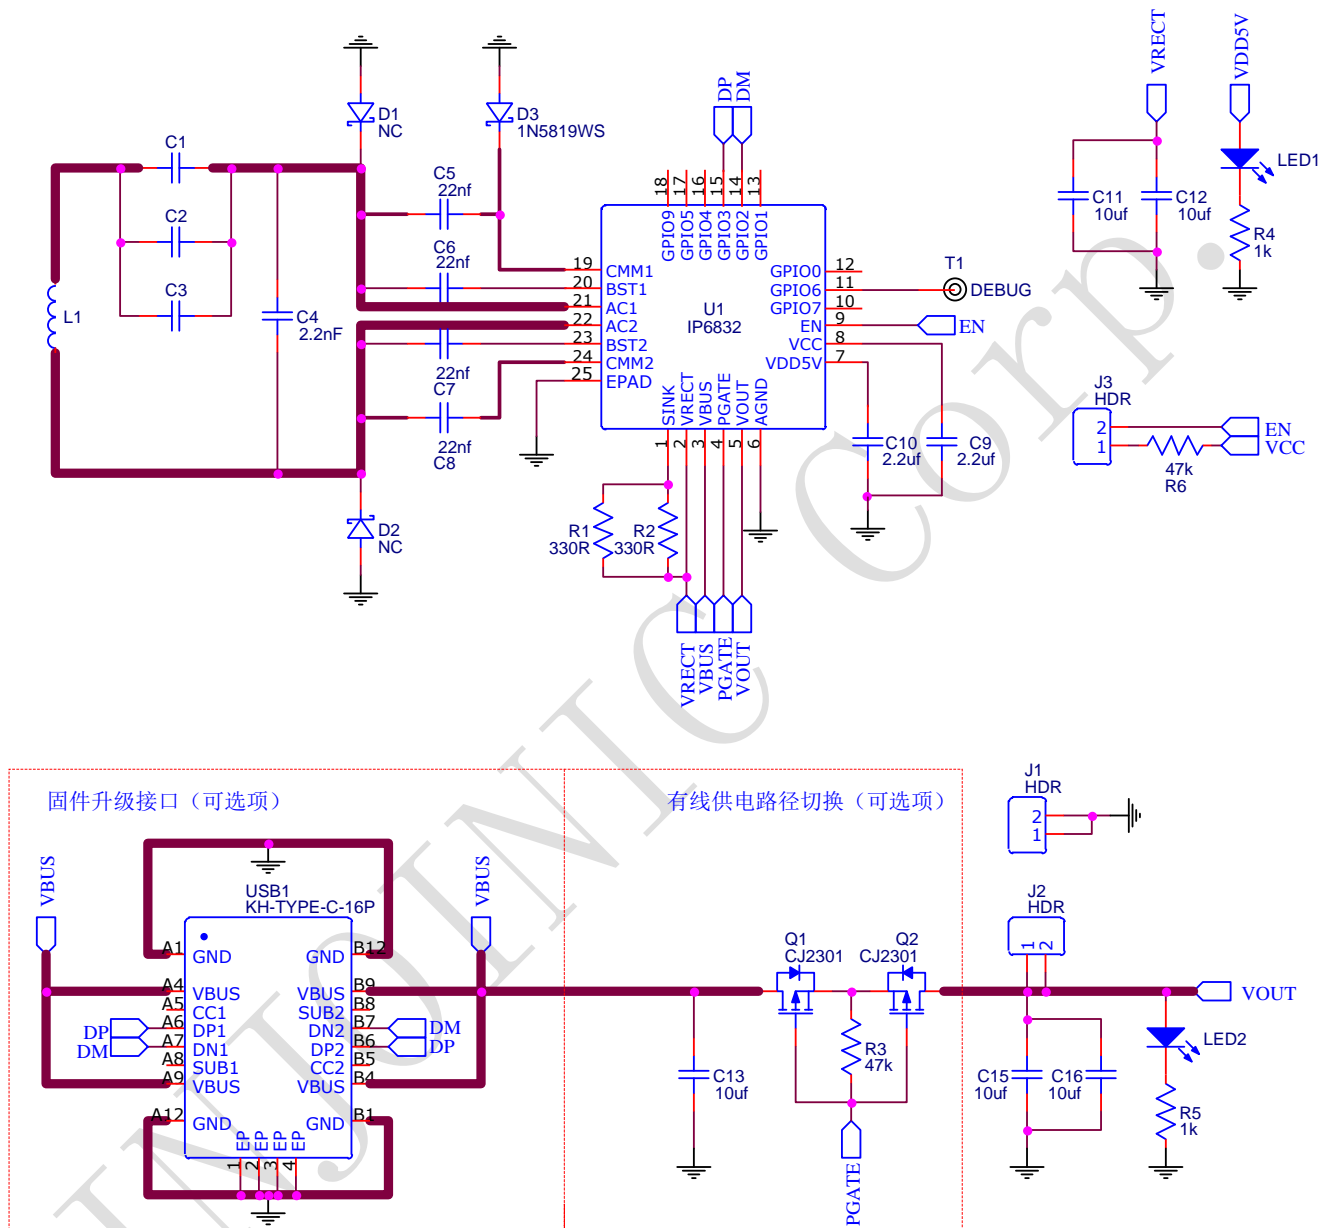 VRECT
VDD5V
D1
NC
D3
1N5819WS
DP
DM
C1
C5
22nf
C2
C6
22nf
C3
L1
C4
2.2nF
22nf
C7
22nf
C8
D2
NC
18
17
16
15
14
13
GPIO9
GPIO5
GPIO4
GPIO3
GPIO2
GPIO1
19
CMM1
20
BST1
21
AC1
22
AC2
23
BST2
24
CMM2
25
EPAD
U1
IP6832
GPIO0
12
GPIO6
11
GPIO7
10
EN
9
VCC
8
VDD5V
7
SINK
VRECT
VBUS
PGATE
VOUT
AGND
1
2
3
4
5
6
T1
DEBUG
EN
C11
10uf
C12
10uf
LED1
R4
1k
J3
HDR
2
1
EN
VCC
47k
R6
C10
2.2uf
C9
2.2uf
R1
330R
R2
330R
VRECT
VBUS
PGATE
VOUT
INJOINIC Corp.
固件升级接口（可选项）
有线供电路径切换（可选项）
J1
HDR
2
1
VBUS
VBUS
USB1
KH-TYPE-C-16P
A1
GND
GND
B12
A4
VBUS
VBUS
B9
A5
CC1
SUB2
B8
DP
A6
DP1
DN2
B7
DM
DM
A7
DN1
DP2
B6
DP
A8
SUB1
CC2
B5
A9
VBUS
VBUS
B4
A12
GND
GND
B1
EP
EP
EP
EP
1
2
3
4
Q1
CJ2301
Q2
CJ2301
J2
HDR
1
2
VOUT
C13
10uf
R3
47k
PGATE
C15
10uf
C16
10uf
LED2
R5
1k